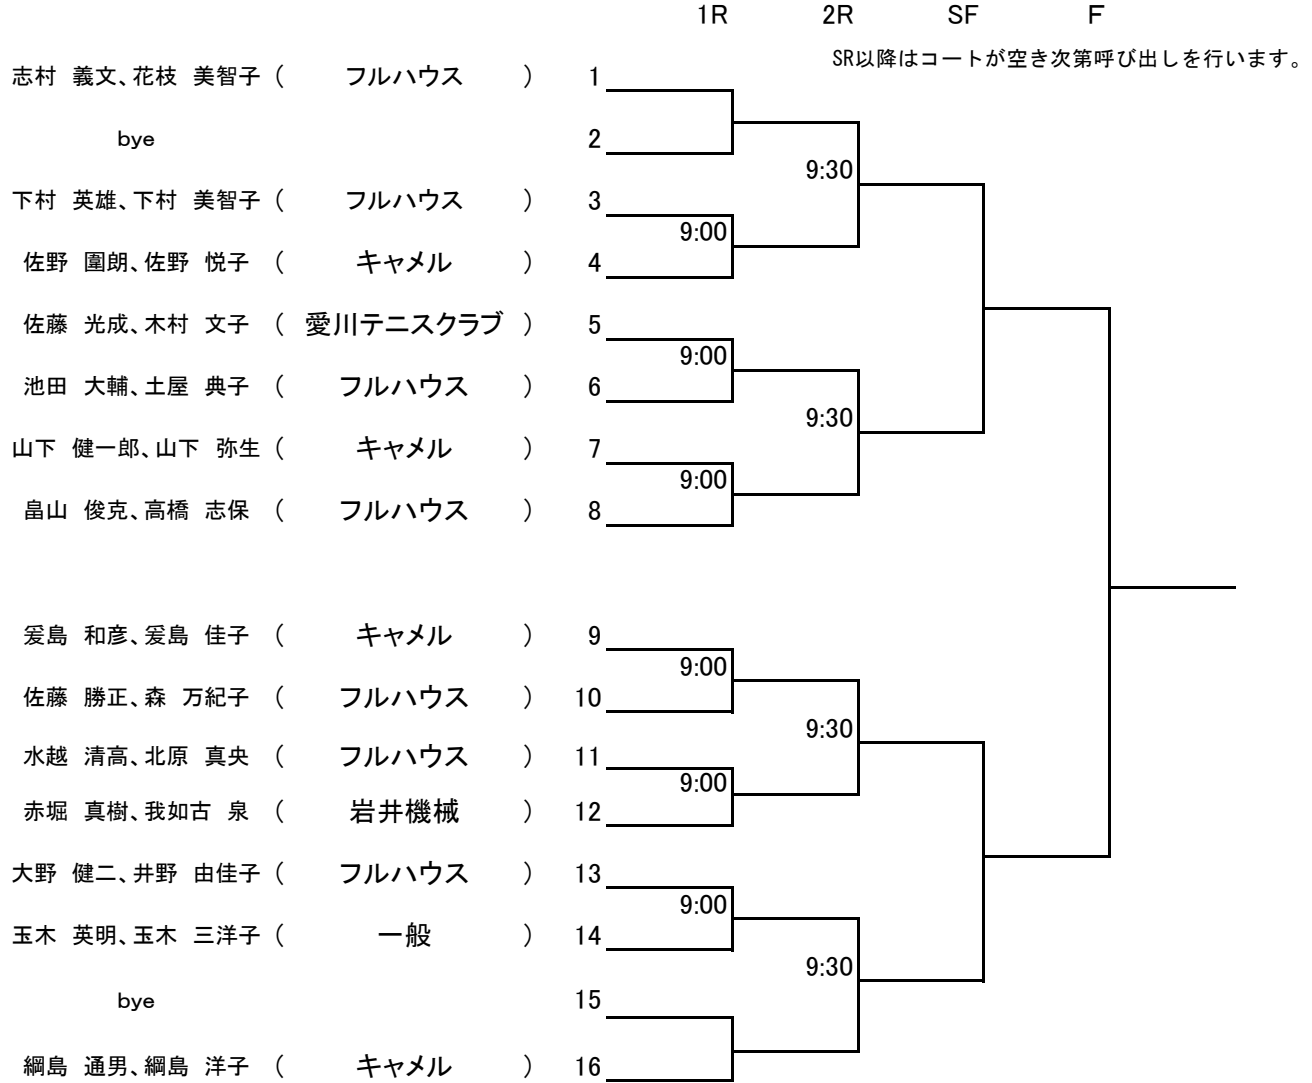 1R 2R SF F
SR以降はコートが空き次第呼び出しを行います。
志村 義文、花枝 美智子 ( フルハウス ) 1
bye 2
9:30
下村 英雄、下村 美智子 ( フルハウス ) 3
9:00
佐野 圍朗、佐野 悦子 ( キャメル ) 4
佐藤 光成、木村 文子 ( 愛川テニスクラブ ) 5
9:00
池田 大輔、土屋 典子 ( フルハウス ) 6
9:30
山下 健一郎、山下 弥生 ( キャメル ) 7
9:00
畠山 俊克、高橋 志保 ( フルハウス ) 8
爰島 和彦、爰島 佳子 ( キャメル ) 9
9:00
佐藤 勝正、森 万紀子 ( フルハウス ) 10
9:30
水越 清高、北原 真央 ( フルハウス ) 11
9:00
赤堀 真樹、我如古 泉 ( 岩井機械 ) 12
大野 健二、井野 由佳子 ( フルハウス ) 13
9:00
玉木 英明、玉木 三洋子 ( 一般 ) 14
9:30
bye 15
綱島 通男、綱島 洋子 ( キャメル ) 16